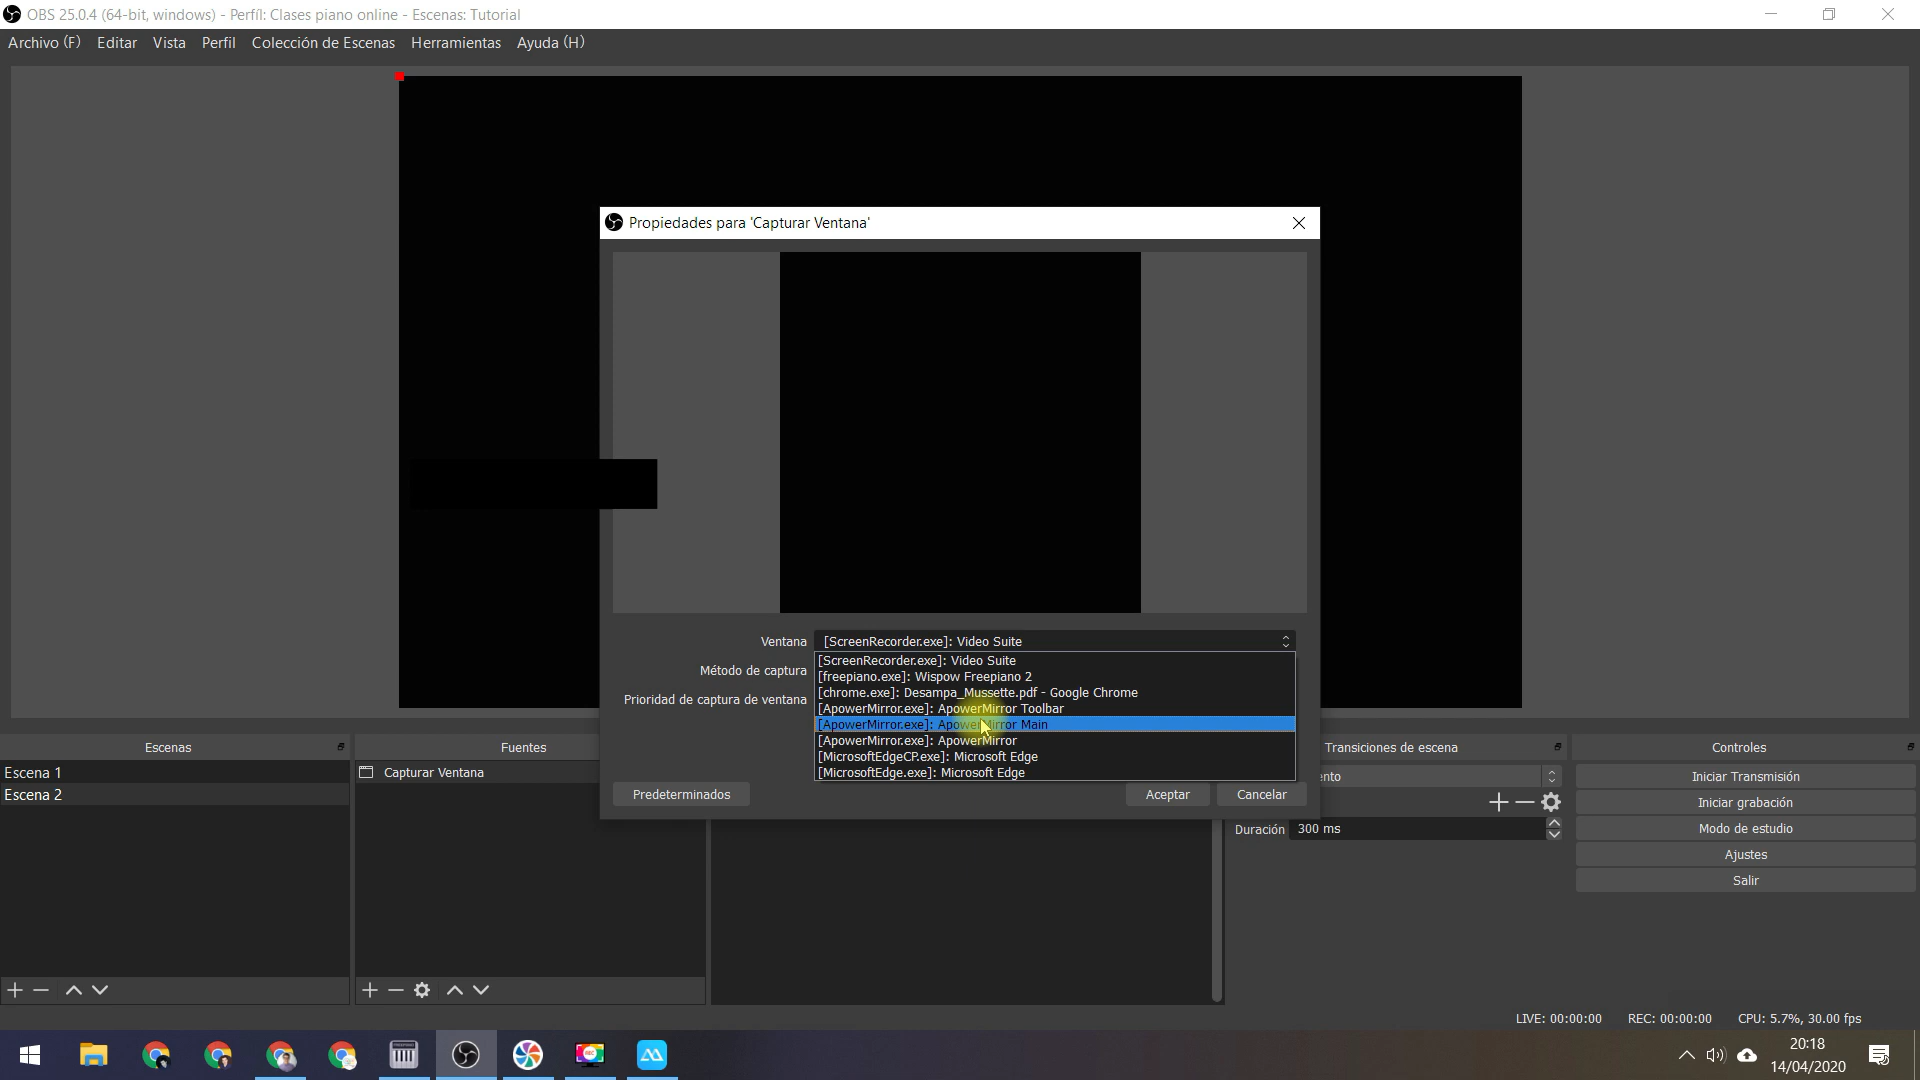 OBS 25.0.4 (64-bit, windows) - Perfíl: Clases piano online - Escenas: Tutorial
Archivo (F) Editar Vista Perfil Colección de Escenas Herramientas Ayuda (H)
Propiedades para 'Capturar Ventana'
Ventana [ScreenRecorder.exe]: Video Suite
Método de captura
Prioridad de captura de ventana
[ScreenRecorder.exe]: Video Suite
[freepiano.exe]: Wispow Freepiano 2
[chrome.exe]: Desampa_Mussette.pdf - Google Chrome
[ApowerMirror.exe]: ApowerMirror Toolbar
[ApowerMirror.exe]: ApowerMirror Main
[ApowerMirror.exe]: ApowerMirror
[MicrosoftEdgeCP.exe]: Microsoft Edge
[MicrosoftEdge.exe]: Microsoft Edge
Predeterminados Aceptar Cancelar
Escenas
Escena 1
Escena 2
Fuentes
Capturar Ventana
Transiciones de escena
nto
Duración 300 ms
Controles
Iniciar Transmisión
Iniciar grabación
Modo de estudio
Ajustes
Salir
LIVE: 00:00:00 REC: 00:00:00 CPU: 5.7%, 30.00 fps
20:18
14/04/2020